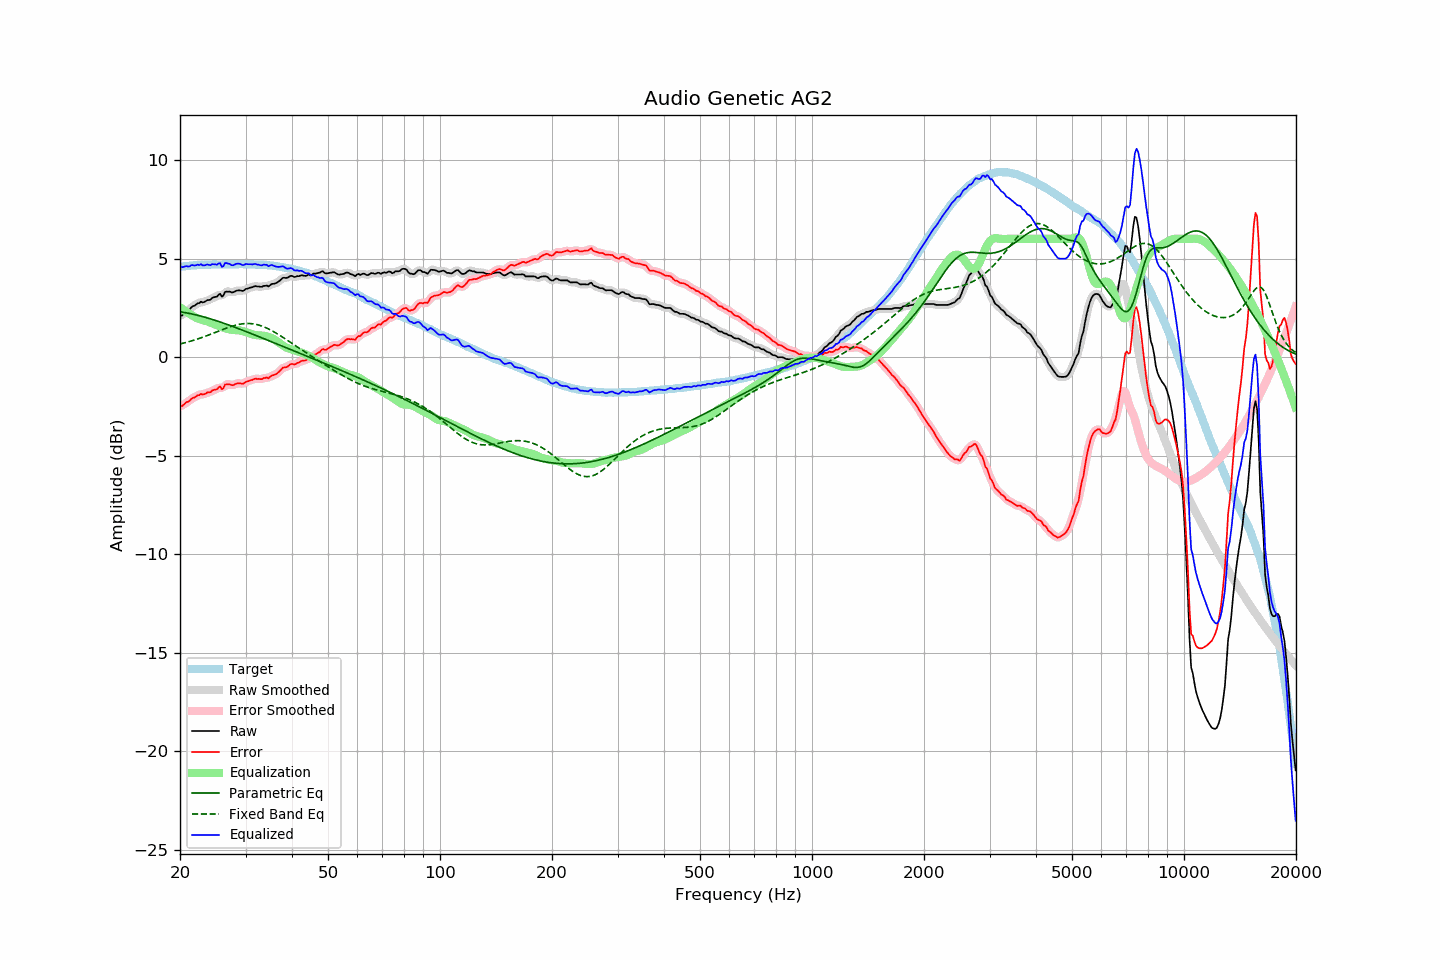 Audio Genetic AG2
10
5
0
−5
−10
−15
−20
−25
Amplitude (dBr)
Target
Raw Smoothed
Error Smoothed
Raw
Error
Equalization
Parametric Eq
Fixed Band Eq
Equalized
20 50 100 200 500 1000 2000 5000 10000 20000
Frequency (Hz)